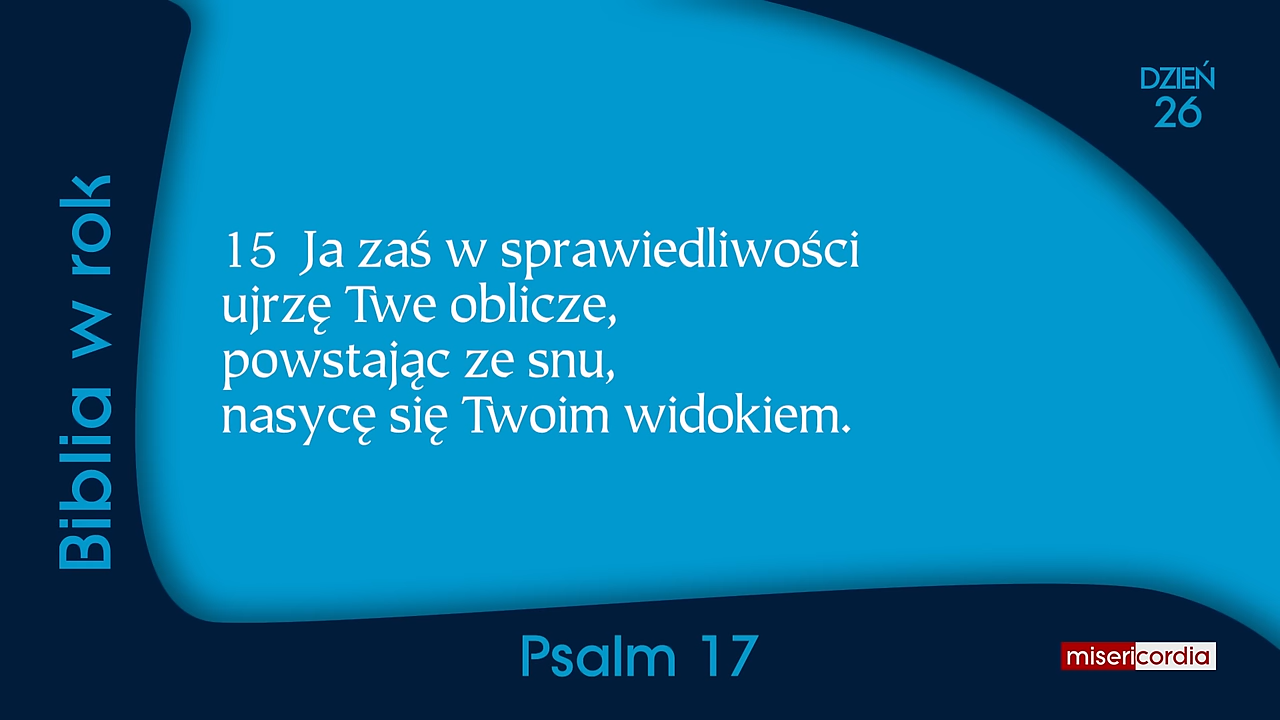 DZIEŃ
26
Biblia w rok
15 Ja zaś w sprawiedliwości
ujrzę Twe oblicze,
powstając ze snu,
nasycę się Twoim widokiem.
Psalm 17
misericordia